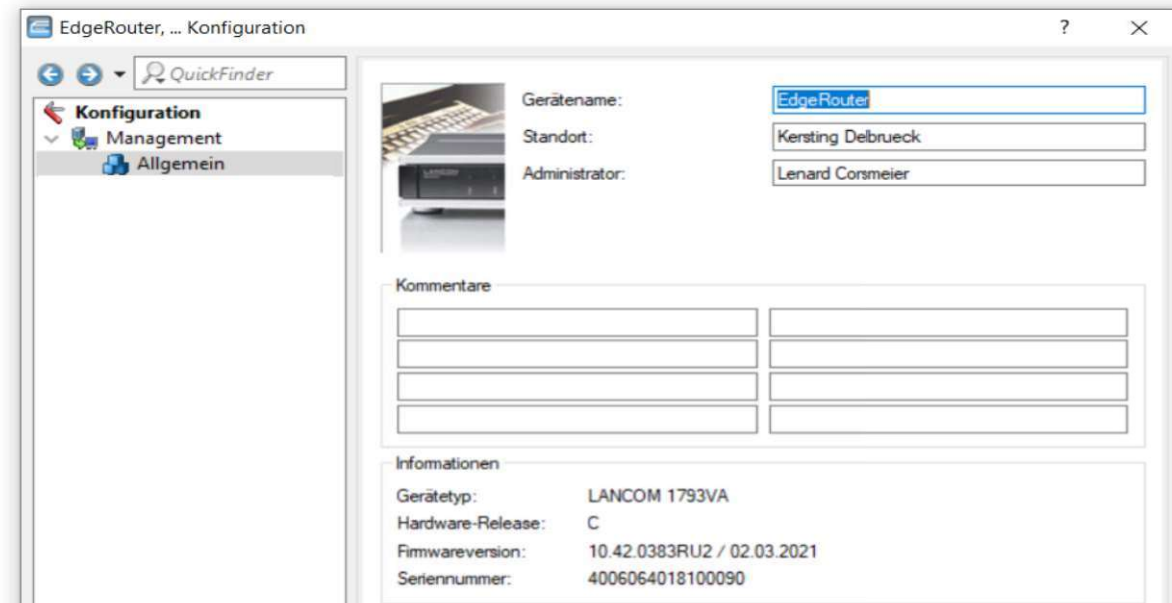 EdgeRouter, ... Konfiguration
?
QuickFinder
Konfiguration
Management
Allgemein
Gerätename: EdgeRouter
Standort: Kersting Delbrueck
Administrator: Lenard Corsmeier
LANCOM
Kommentare
Informationen
Gerätetyp: LANCOM 1793VA
Hardware-Release: C
Firmwareversion: 10.42.0383RU2 / 02.03.2021
Seriennummer: 4006064018100090